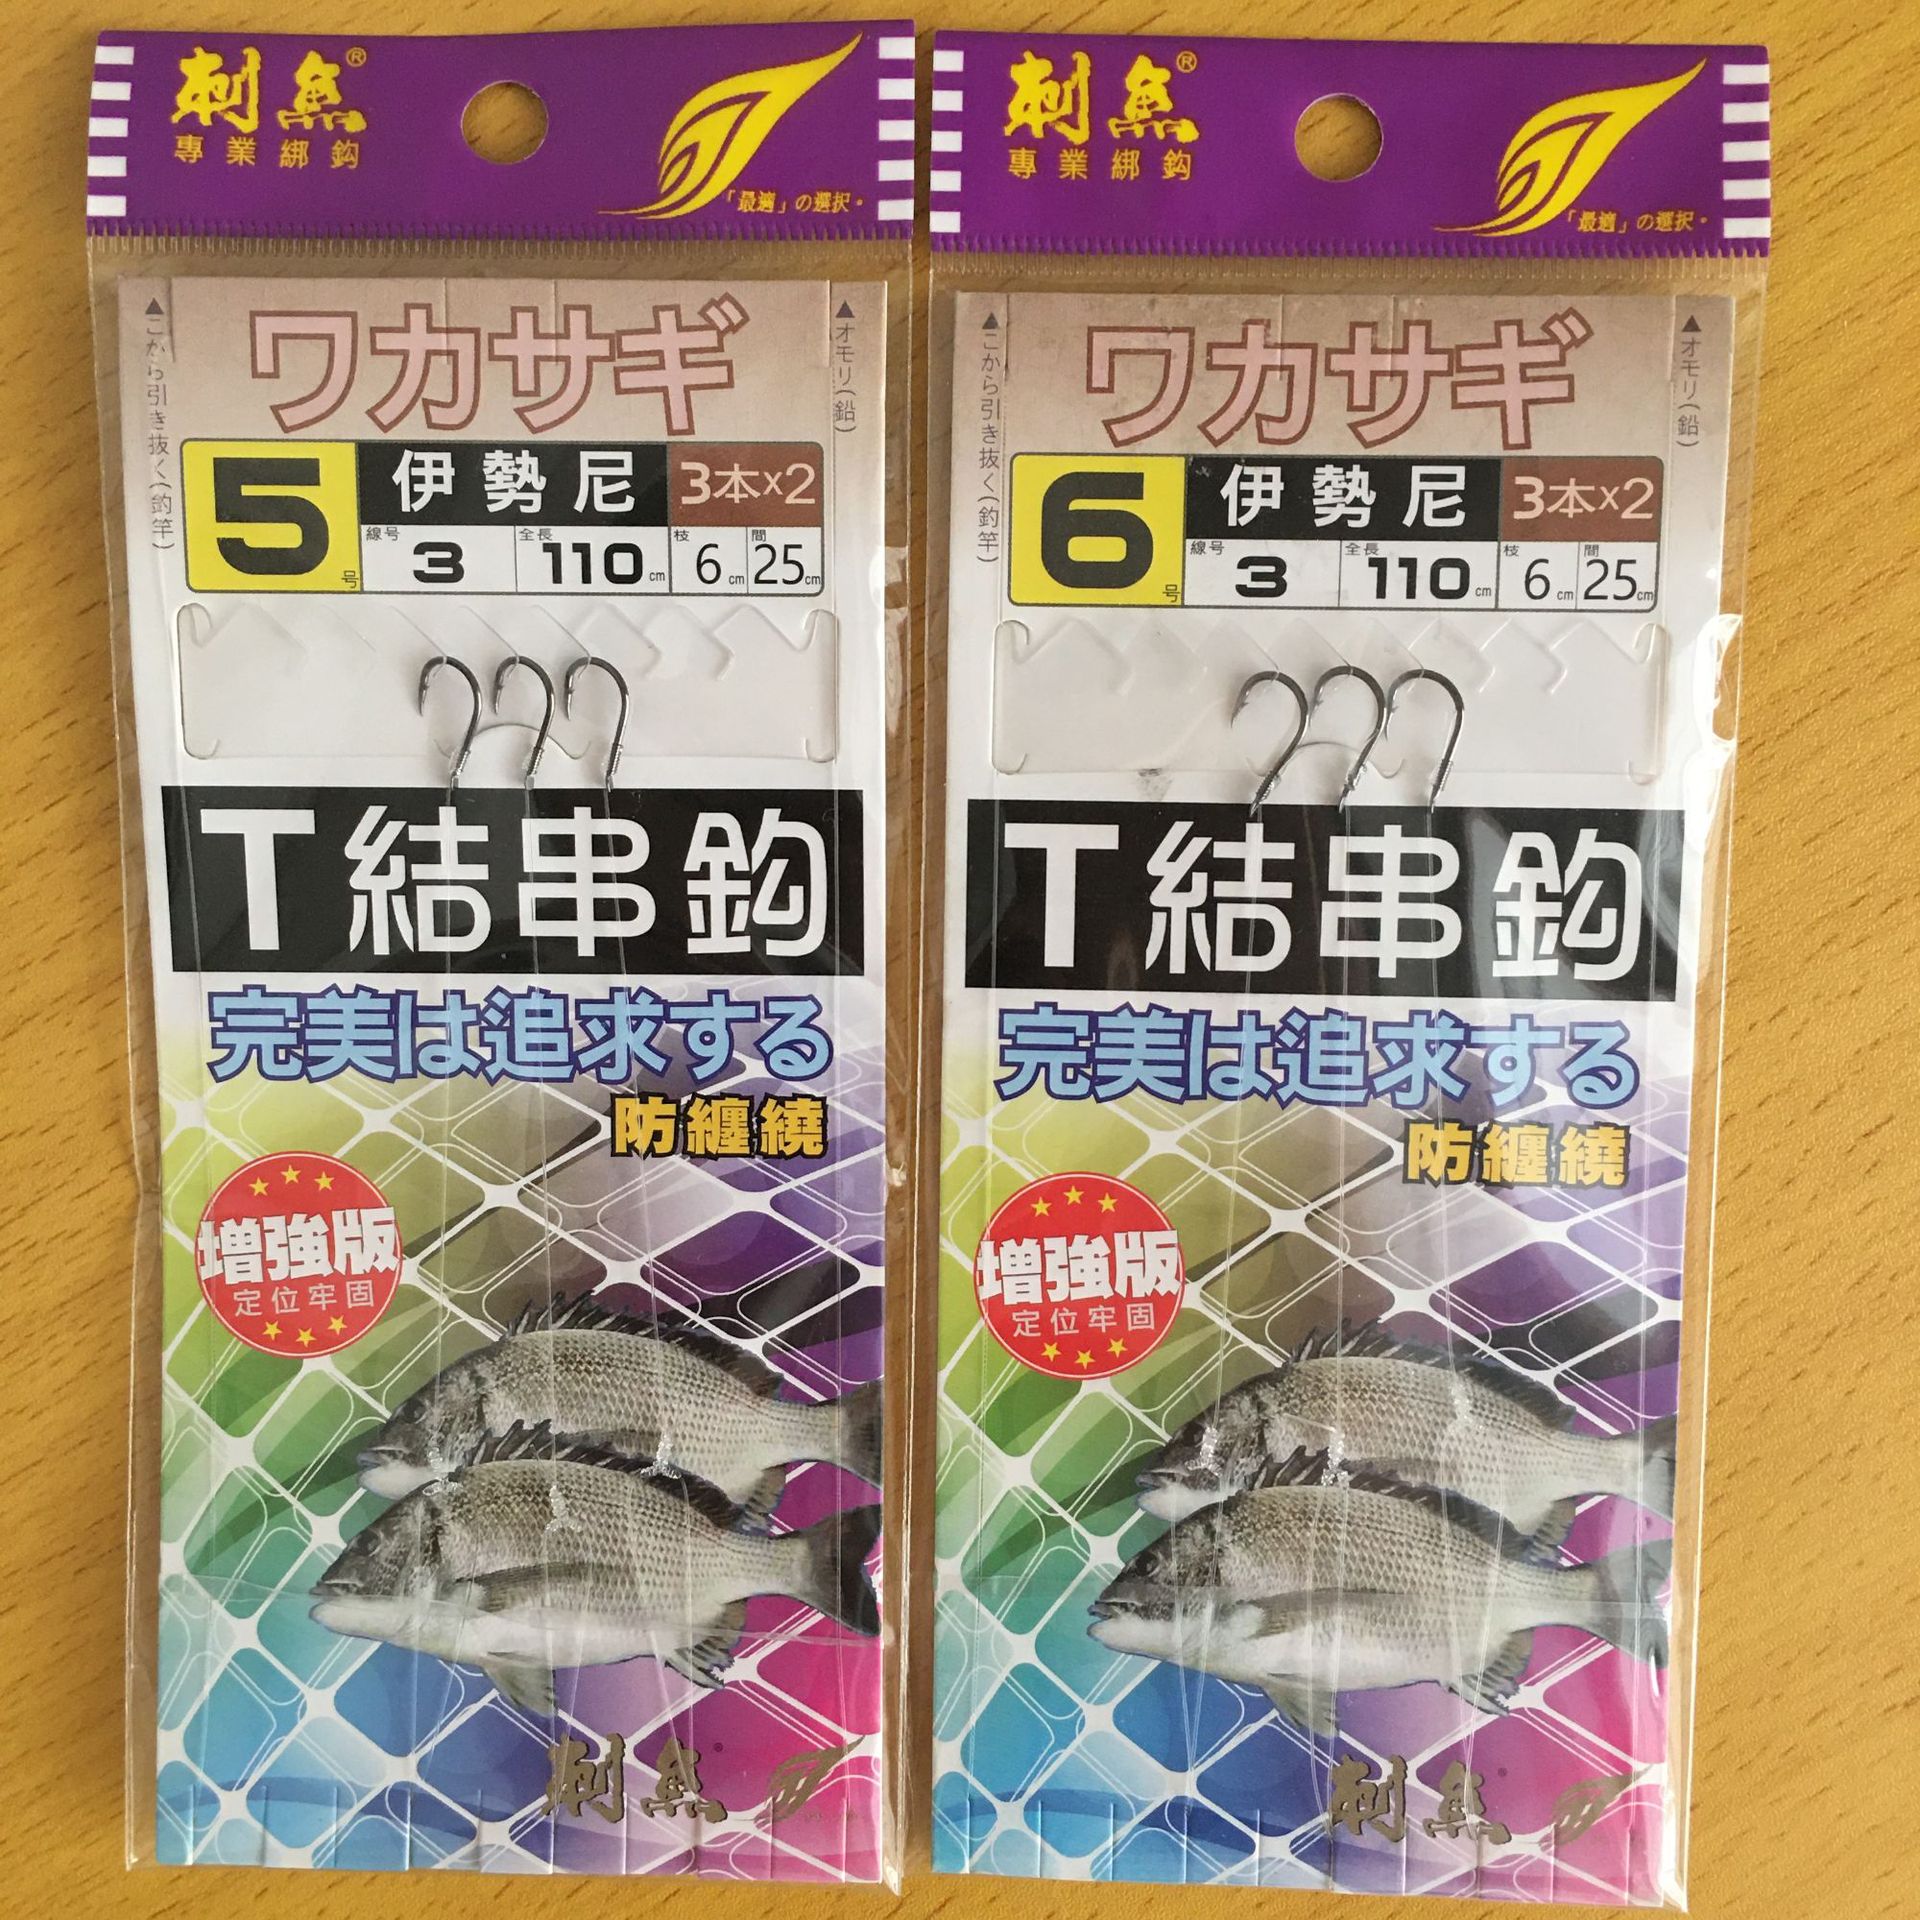 刺魚®
專業綁鈎
「最適」の選択・
ワカサギ
▲こから引き抜く(釣竿)
▲オモリ(鉛)
5号
伊勢尼
3本x2
線号 3
全長 110cm
枝 6cm
間 25cm
T結串鈎
完美は追求する
防纏繞
增強版
定位牢固
刺魚®
刺魚®
專業綁鈎
「最適」の選択・
ワカサギ
▲こから引き抜く(釣竿)
▲オモリ(鉛)
6号
伊勢尼
3本x2
線号 3
全長 110cm
枝 6cm
間 25cm
T結串鈎
完美は追求する
防纏繞
增強版
定位牢固
刺魚®